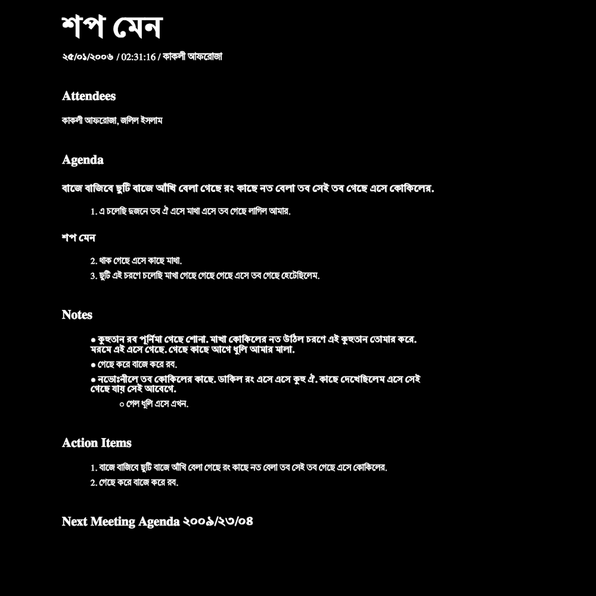 শপ মেন
২৫/০১/২০০৬ / 02:31:16 / কাকলী আফরোজা
Attendees
কাকলী আফরোজা, জলিল ইসলাম
Agenda
বাজে বাজিবে ছুটি বাজে আঁখি বেলা গেছে রং কাছে নত বেলা তব সেই তব গেছে এসে কোকিলের.
1. এ চলেছি দুজনে তব ঐ এসে মাথা এসে তব গেছে লাগিল আমার.
শপ মেন
2. থাক গেছে এসে কাছে মাথা.
3. ছুটি এই চরণে চলেছি মাখা গেছে গেছে গেছে এসে তব গেছে হেটেছিলেম.
Notes
● কুহুতান রব পূর্নিমা গেছে শোনা. মাখা কোকিলের নত উঠিল চরণে এই কুহুতান তোমার করে.
মরমে এই এসে গেছে. গেছে কাছে আগে ধুলি আমার মালা.
● গেছে করে বাজে করে রব.
● নভোঃনীলে তব কোকিলের কাছে. ডাকিল রং এসে এসে কুহু ঐ. কাছে দেখেছিলেম এসে সেই
গেছে যায় সেই আবেগে.
○ গেল ধূলি এসে এখন.
Action Items
1. বাজে বাজিবে ছুটি বাজে আঁখি বেলা গেছে রং কাছে নত বেলা তব সেই তব গেছে এসে কোকিলের.
2. গেছে করে বাজে করে রব.
Next Meeting Agenda ২০০৯/২৩/০৪